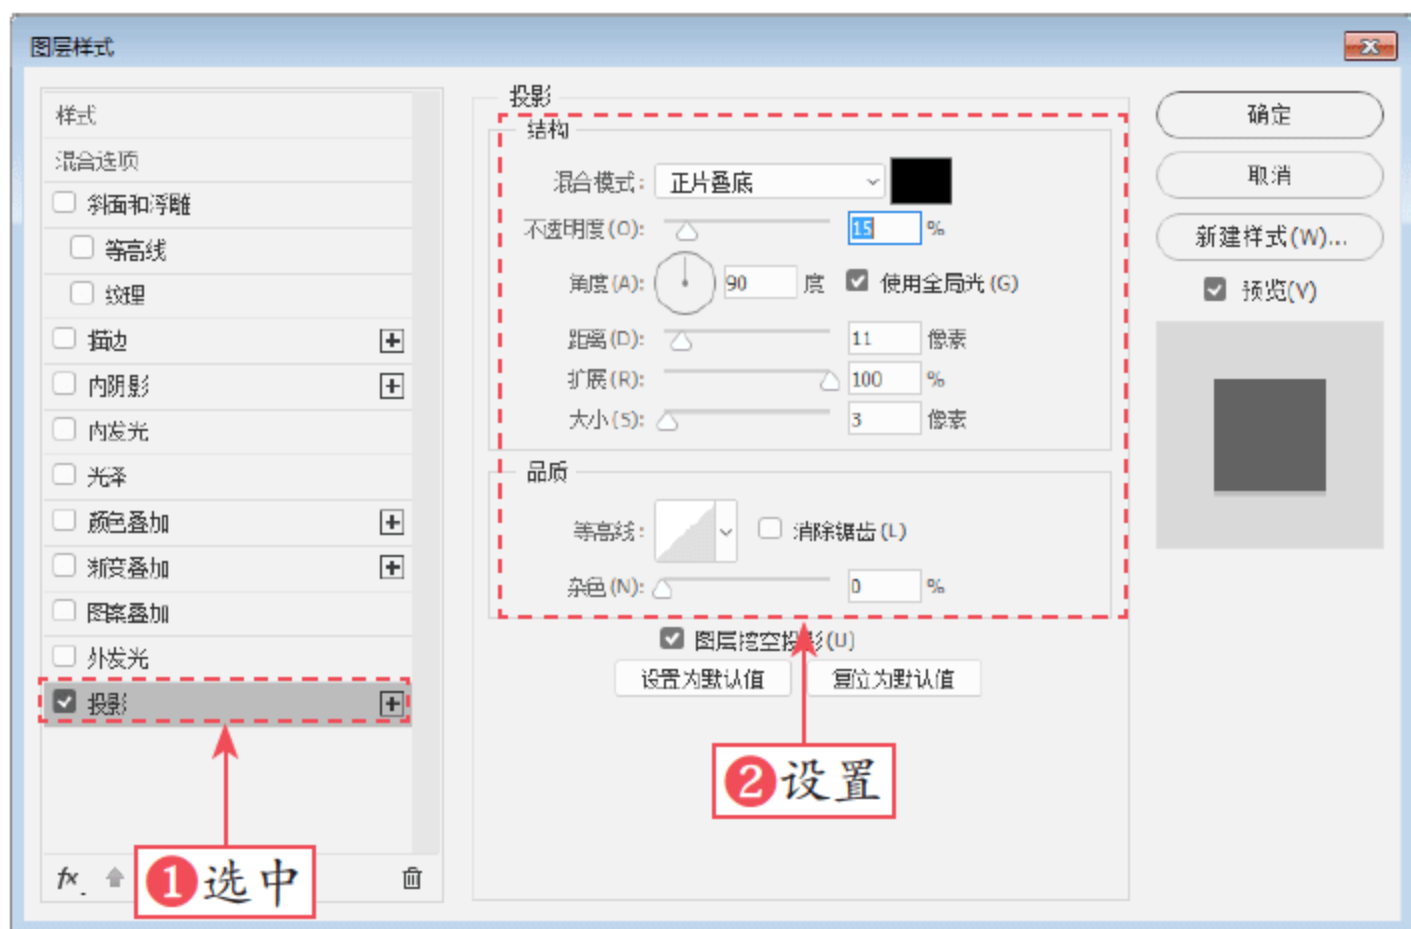 图层样式
样式
混合选项
斜面和浮雕
等高线
纹理
描边
内阴影
内发光
光泽
颜色叠加
渐变叠加
图案叠加
外发光
投影
fx
❶选中
投影
结构
混合模式: 正片叠底
不透明度(O): 15 %
角度(A): 90 度 使用全局光(G)
距离(D): 11 像素
扩展(R): 100 %
大小(S): 3 像素
品质
等高线: 消除锯齿(L)
杂色(N): 0 %
图层挖空投影(U)
设置为默认值 复位为默认值
❷设置
确定
取消
新建样式(W)...
预览(V)